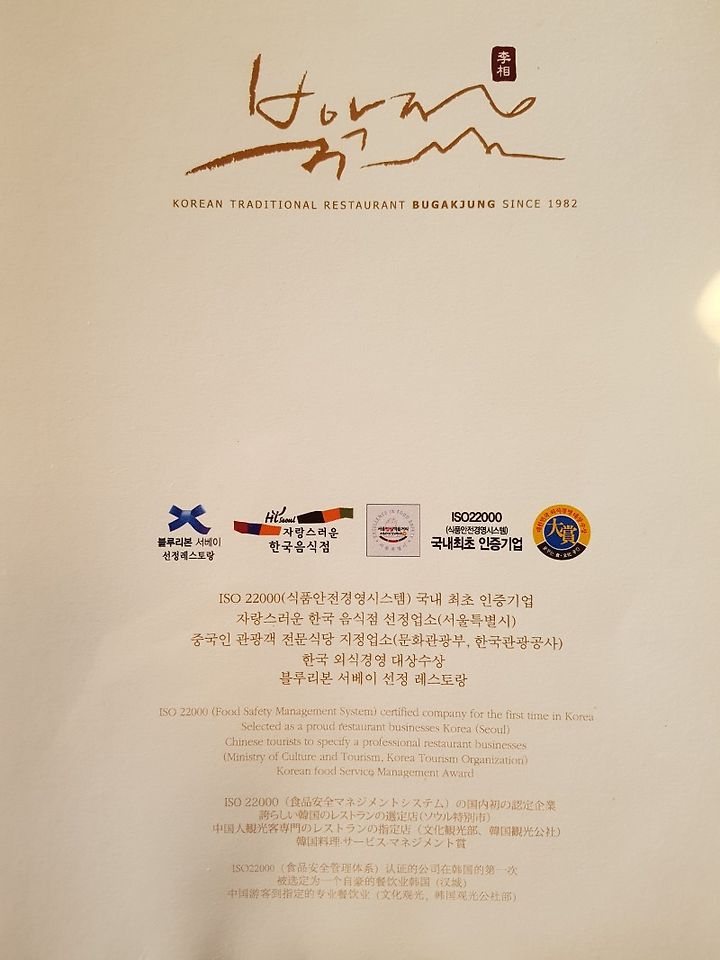 李
相
북악정
KOREAN TRADITIONAL RESTAURANT BUGAKJUNG SINCE 1982
블루리본 서베이
선정레스토랑
Hi Seoul
자랑스러운
한국음식점
ISO22000
(식품안전경영시스템)
국내최초 인증기업
大賞
ISO 22000(식품안전경영시스템) 국내 최초 인증기업
자랑스러운 한국 음식점 선정업소(서울특별시)
중국인 관광객 전문식당 지정업소(문화관광부, 한국관광공사)
한국 외식경영 대상수상
블루리본 서베이 선정 레스토랑
ISO 22000 (Food Safety Management System) certified company for the first time in Korea
Selected as a proud restaurant businesses Korea (Seoul)
Chinese tourists to specify a professional restaurant businesses
(Ministry of Culture and Tourism, Korea Tourism Organization)
Korean food Service Management Award
ISO 22000（食品安全マネジメントシステム）の国内初の認定企業
誇らしい韓国のレストランの選定店（ソウル特別市）
中国人観光客専門のレストランの指定店（文化観光部、韓国観光公社）
韓国料理·サービス·マネジメント賞
ISO22000（食品安全管理体系）认证的公司在韩国的第一次
被选定为一个自豪的餐饮业韩国（汉城）
中国游客到指定的专业餐饮业（文化观光、韩国观光公社部）